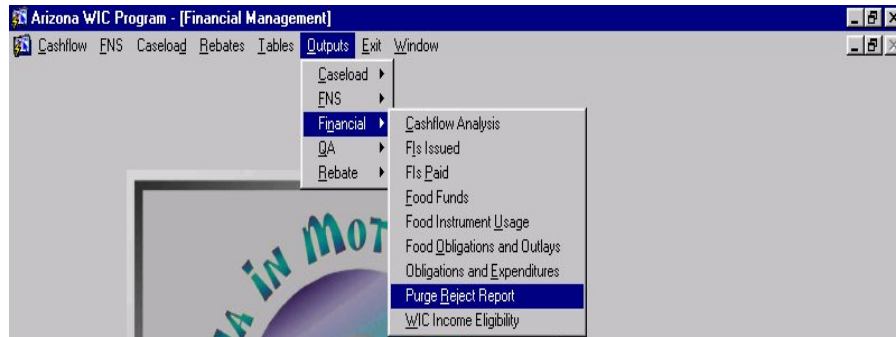 Arizona WIC Program - [Financial Management]
Cashflow FNS Caseload Rebates Tables Outputs Exit Window
Caseload
FNS
Financial
QA
Rebate
Cashflow Analysis
FIs Issued
FIs Paid
Food Funds
Food Instrument Usage
Food Obligations and Outlays
Obligations and Expenditures
Purge Reject Report
WIC Income Eligibility
A IN MOT